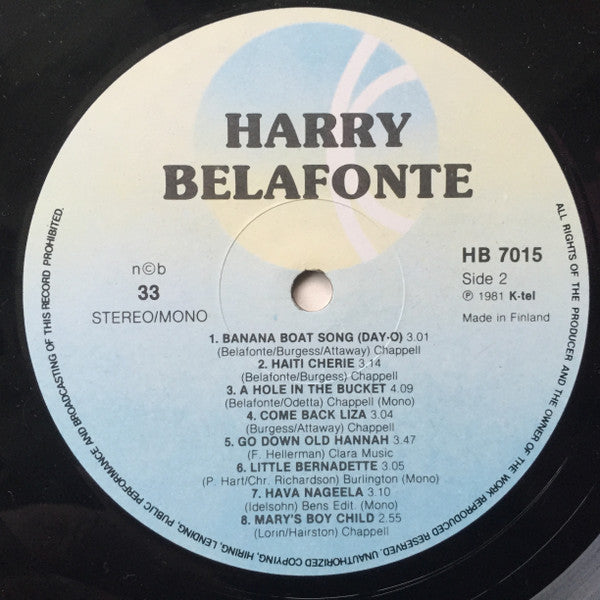 HARRY
BELAFONTE
n©b
33
STEREO/MONO
HB 7015
Side 2
℗ 1981 K-tel
Made in Finland
1. BANANA BOAT SONG (DAY-O) 3.01
(Belafonte/Burgess/Attaway) Chappell
2. HAITI CHERIE 3.14
(Belafonte/Burgess) Chappell
3. A HOLE IN THE BUCKET 4.09
(Belafonte/Odetta) Chappell (Mono)
4. COME BACK LIZA 3.04
(Burgess/Attaway) Chappell
5. GO DOWN OLD HANNAH 3.47
(F. Hellerman) Clara Music
6. LITTLE BERNADETTE 3.05
(P. Hart/Chr. Richardson) Burlington (Mono)
7. HAVA NAGEELA 3.10
(Idelsohn) Bens Edit. (Mono)
8. MARY'S BOY CHILD 2.55
(Lorin/Hairston) Chappell
ALL RIGHTS OF THE PRODUCER AND THE OWNER OF THE WORK REPRODUCED RESERVED. UNAUTHORIZED COPYING, HIRING, LENDING, PUBLIC PERFORMANCE AND BROADCASTING OF THIS RECORD PROHIBITED.